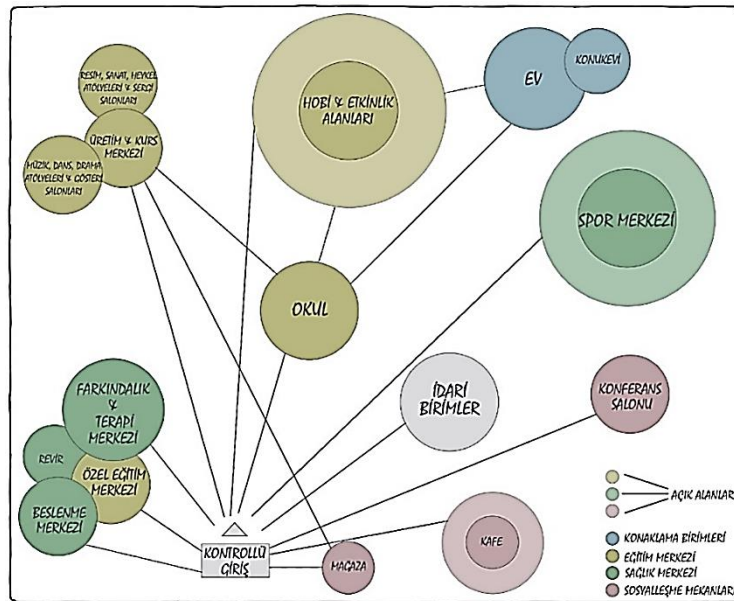 RESİM, SANAT, HEYKEL
ATÖLYELERİ & SERGİ
SALONLARI
ÜRETİM & KURS
MERKEZİ
MÜZİK, DANS, DRAMA
ATÖLYELERİ & GÖSTERİ
SALONLARI
HOBİ & ETKİNLİK
ALANLARI
EV
KONUKEVİ
SPOR MERKEZİ
OKUL
İDARİ
BİRİMLER
KONFERANS
SALONU
FARKINDALIK
&
TERAPİ
MERKEZİ
REVİR
ÖZEL EĞİTİM
MERKEZİ
BESLENME
MERKEZİ
KONTROLLÜ
GİRİŞ
MAĞAZA
KAFE
AÇIK ALANLAR
KONAKLAMA BİRİMLERİ
EĞİTİM MERKEZİ
SAĞLIK MERKEZİ
SOSYALLEŞME MEKANLARI